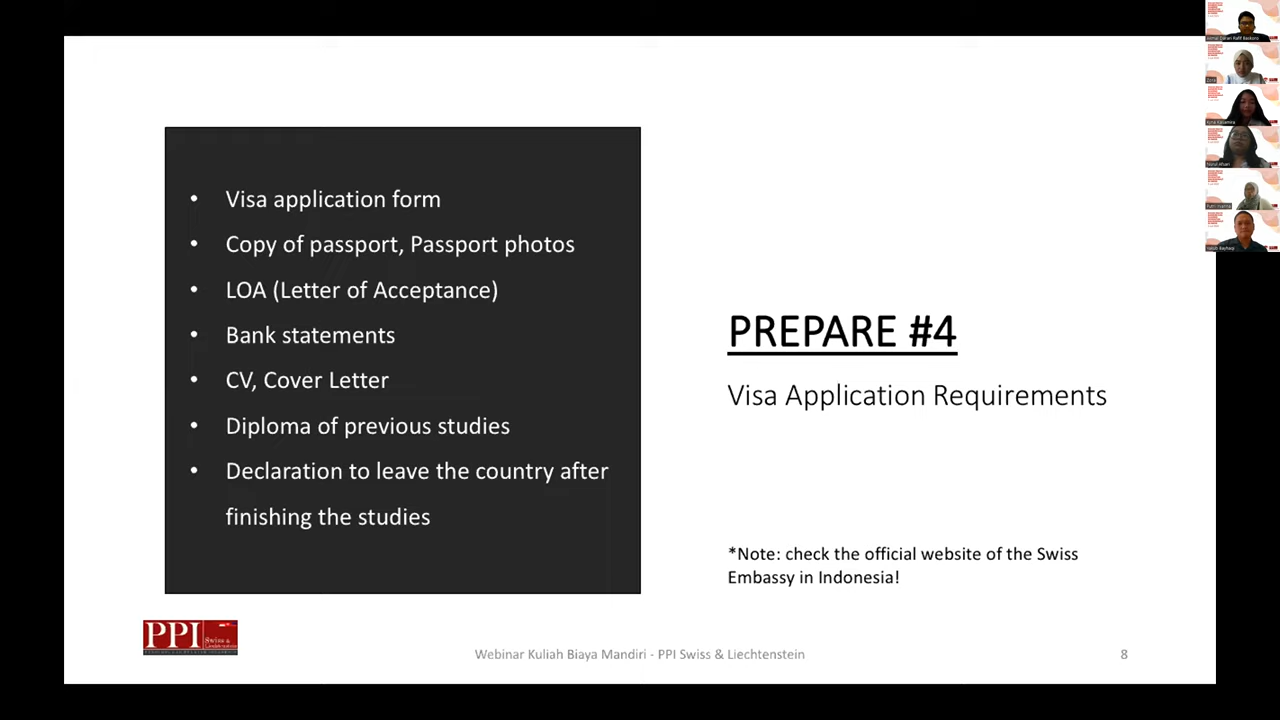 • Visa application form
• Copy of passport, Passport photos
• LOA (Letter of Acceptance)
• Bank statements
• CV, Cover Letter
• Diploma of previous studies
• Declaration to leave the country after
finishing the studies
PREPARE #4
Visa Application Requirements
*Note: check the official website of the Swiss
Embassy in Indonesia!
PPI Swiss &
Webinar Kuliah Biaya Mandiri - PPI Swiss & Liechtenstein
8